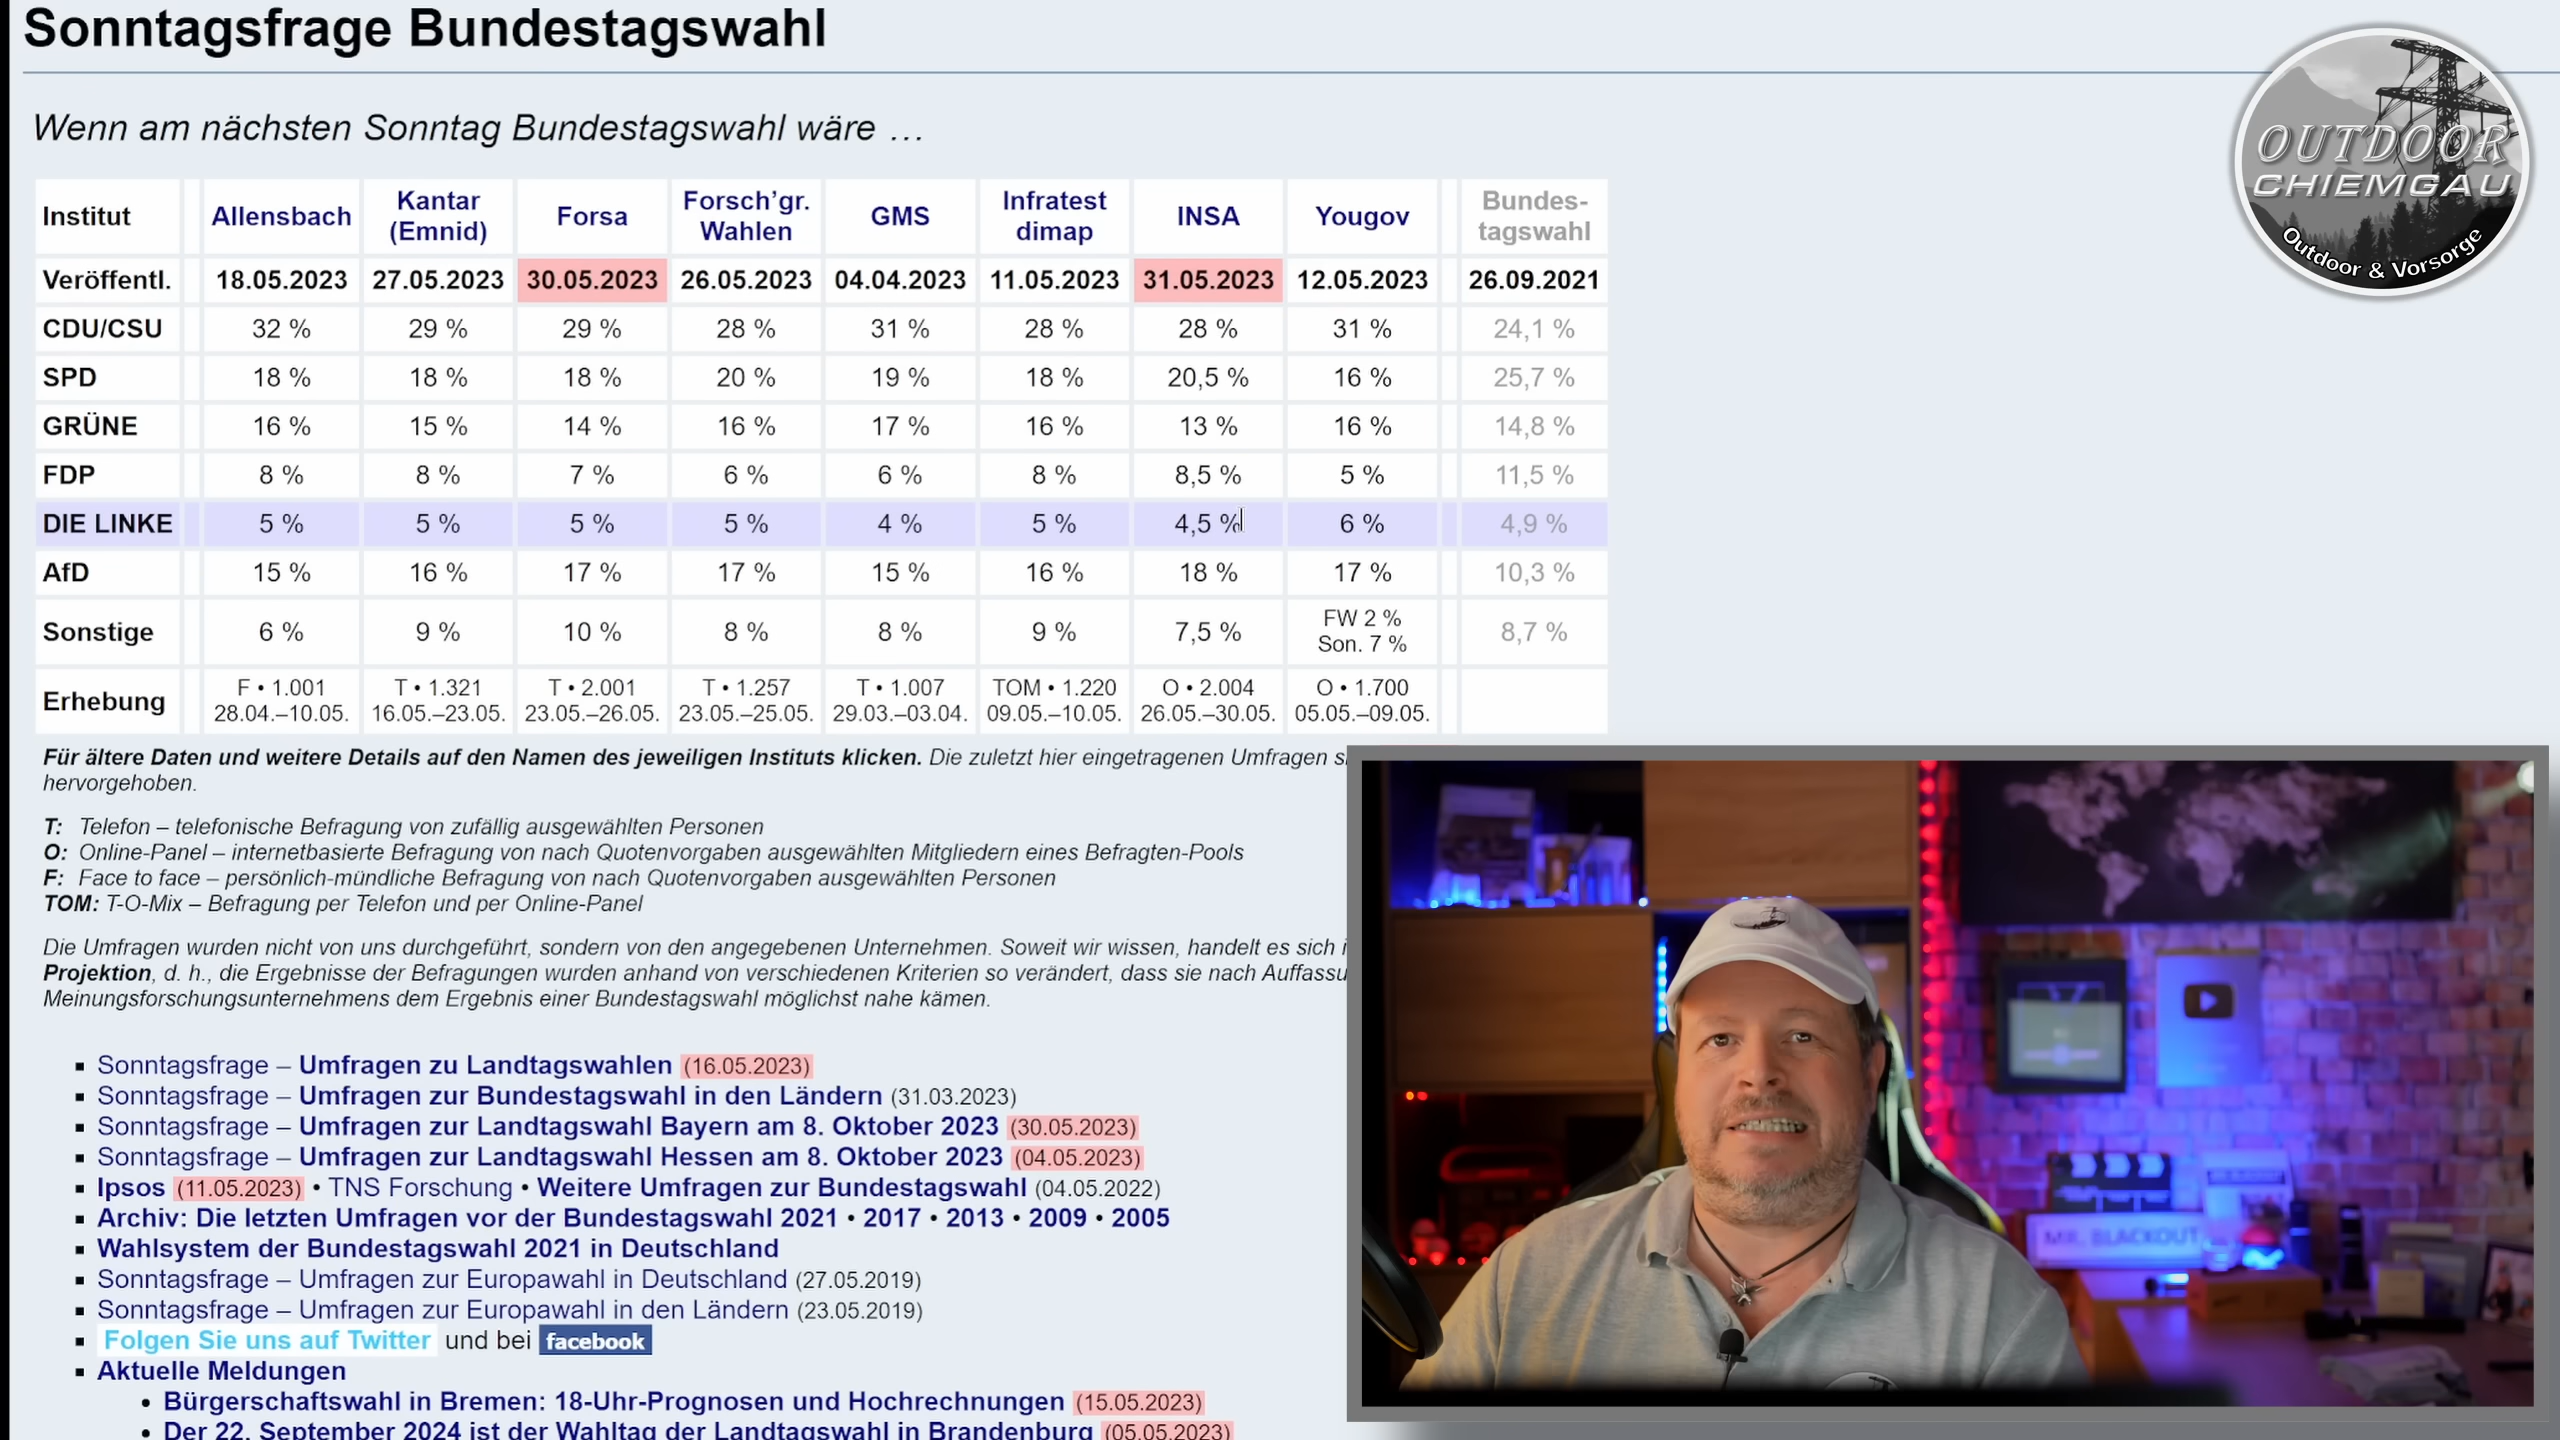 Sonntagsfrage Bundestagswahl
OUTDOOR
CHIEMGAU
Outdoor & Vorsorge
Wenn am nächsten Sonntag Bundestagswahl wäre …
Institut Allensbach Kantar (Emnid) Forsa Forsch’gr. Wahlen GMS Infratest dimap INSA Yougov Bundes-tagswahl
Veröffentl. 18.05.2023 27.05.2023 30.05.2023 26.05.2023 04.04.2023 11.05.2023 31.05.2023 12.05.2023 26.09.2021
CDU/CSU 32 % 29 % 29 % 28 % 31 % 28 % 28 % 31 % 24,1 %
SPD 18 % 18 % 18 % 20 % 19 % 18 % 20,5 % 16 % 25,7 %
GRÜNE 16 % 15 % 14 % 16 % 17 % 16 % 13 % 16 % 14,8 %
FDP 8 % 8 % 7 % 6 % 6 % 8 % 8,5 % 5 % 11,5 %
DIE LINKE 5 % 5 % 5 % 5 % 4 % 5 % 4,5 % 6 % 4,9 %
AfD 15 % 16 % 17 % 17 % 15 % 16 % 18 % 17 % 10,3 %
Sonstige 6 % 9 % 10 % 8 % 8 % 9 % 7,5 % FW 2 % Son. 7 % 8,7 %
Erhebung F • 1.001 28.04.–10.05. T • 1.321 16.05.–23.05. T • 2.001 23.05.–26.05. T • 1.257 23.05.–25.05. T • 1.007 29.03.–03.04. TOM • 1.220 09.05.–10.05. O • 2.004 26.05.–30.05. O • 1.700 05.05.–09.05.
Für ältere Daten und weitere Details auf den Namen des jeweiligen Instituts klicken. Die zuletzt hier eingetragenen Umfragen
hervorgehoben.
T: Telefon – telefonische Befragung von zufällig ausgewählten Personen
O: Online-Panel – internetbasierte Befragung von nach Quotenvorgaben ausgewählten Mitgliedern eines Befragten-Pools
F: Face to face – persönlich-mündliche Befragung von nach Quotenvorgaben ausgewählten Personen
TOM: T-O-Mix – Befragung per Telefon und per Online-Panel
Die Umfragen wurden nicht von uns durchgeführt, sondern von den angegebenen Unternehmen. Soweit wir wissen, handelt es sich
Projektion, d. h., die Ergebnisse der Befragungen wurden anhand von verschiedenen Kriterien so verändert, dass sie nach
Meinungsforschungsunternehmens dem Ergebnis einer Bundestagswahl möglichst nahe kämen.
Sonntagsfrage – Umfragen zu Landtagswahlen (16.05.2023)
Sonntagsfrage – Umfragen zur Bundestagswahl in den Ländern (31.03.2023)
Sonntagsfrage – Umfragen zur Landtagswahl Bayern am 8. Oktober 2023 (30.05.2023)
Sonntagsfrage – Umfragen zur Landtagswahl Hessen am 8. Oktober 2023 (04.05.2023)
Ipsos (11.05.2023) • TNS Forschung • Weitere Umfragen zur Bundestagswahl (04.05.2022)
Archiv: Die letzten Umfragen vor der Bundestagswahl 2021 • 2017 • 2013 • 2009 • 2005
Wahlsystem der Bundestagswahl 2021 in Deutschland
Sonntagsfrage – Umfragen zur Europawahl in Deutschland (27.05.2019)
Sonntagsfrage – Umfragen zur Europawahl in den Ländern (23.05.2019)
Folgen Sie uns auf Twitter und bei facebook
Aktuelle Meldungen
Bürgerschaftswahl in Bremen: 18-Uhr-Prognosen und Hochrechnungen (15.05.2023)
Der 22. September 2024 ist der Wahltag der Landtagswahl in Brandenburg (05.05.2023)
MR. BLACKOUT